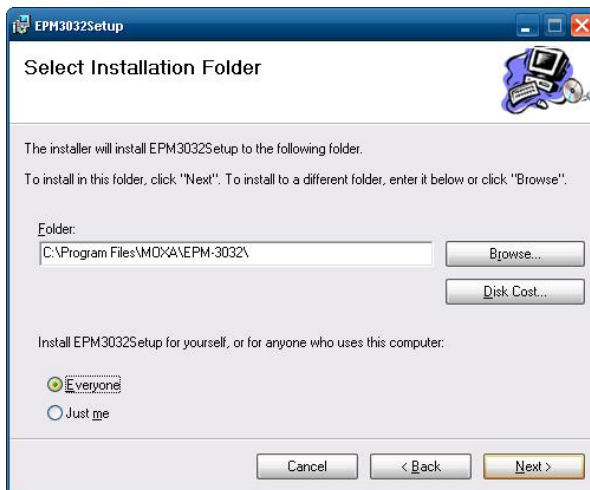 EPM3032Setup
Select Installation Folder
The installer will install EPM3032Setup to the following folder.
To install in this folder, click "Next". To install to a different folder, enter it below or click "Browse".
Folder:
C:\Program Files\MOXA\EPM-3032\
Browse...
Disk Cost...
Install EPM3032Setup for yourself, or for anyone who uses this computer:
Everyone
Just me
Cancel
< Back
Next >